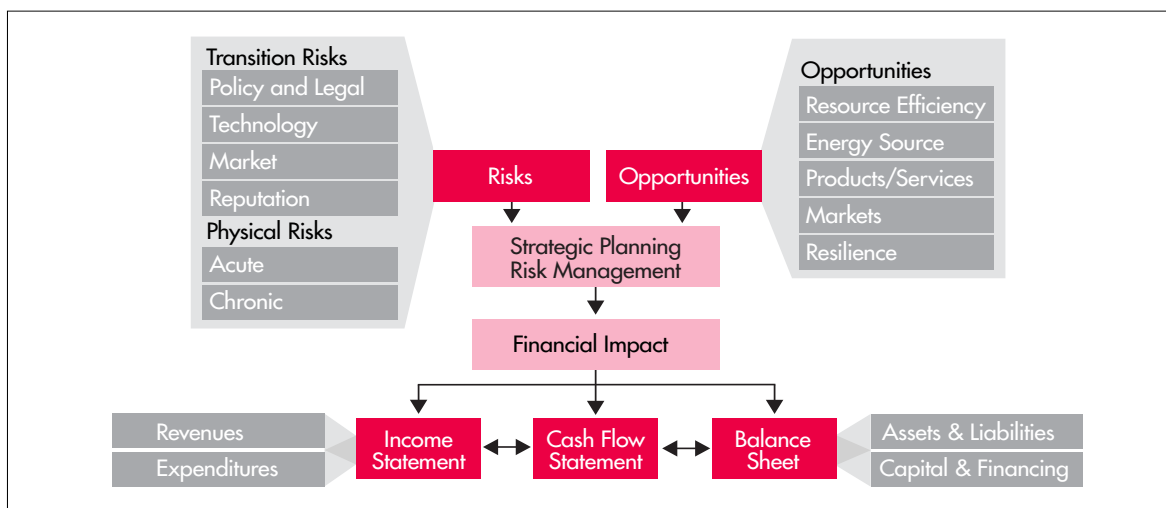 Transition Risks
Policy and Legal
Technology
Market
Reputation
Physical Risks
Acute
Chronic
Risks
Opportunities
Opportunities
Resource Efficiency
Energy Source
Products/Services
Markets
Resilience
Strategic Planning
Risk Management
Financial Impact
Revenues
Expenditures
Income
Statement
Cash Flow
Statement
Balance
Sheet
Assets & Liabilities
Capital & Financing